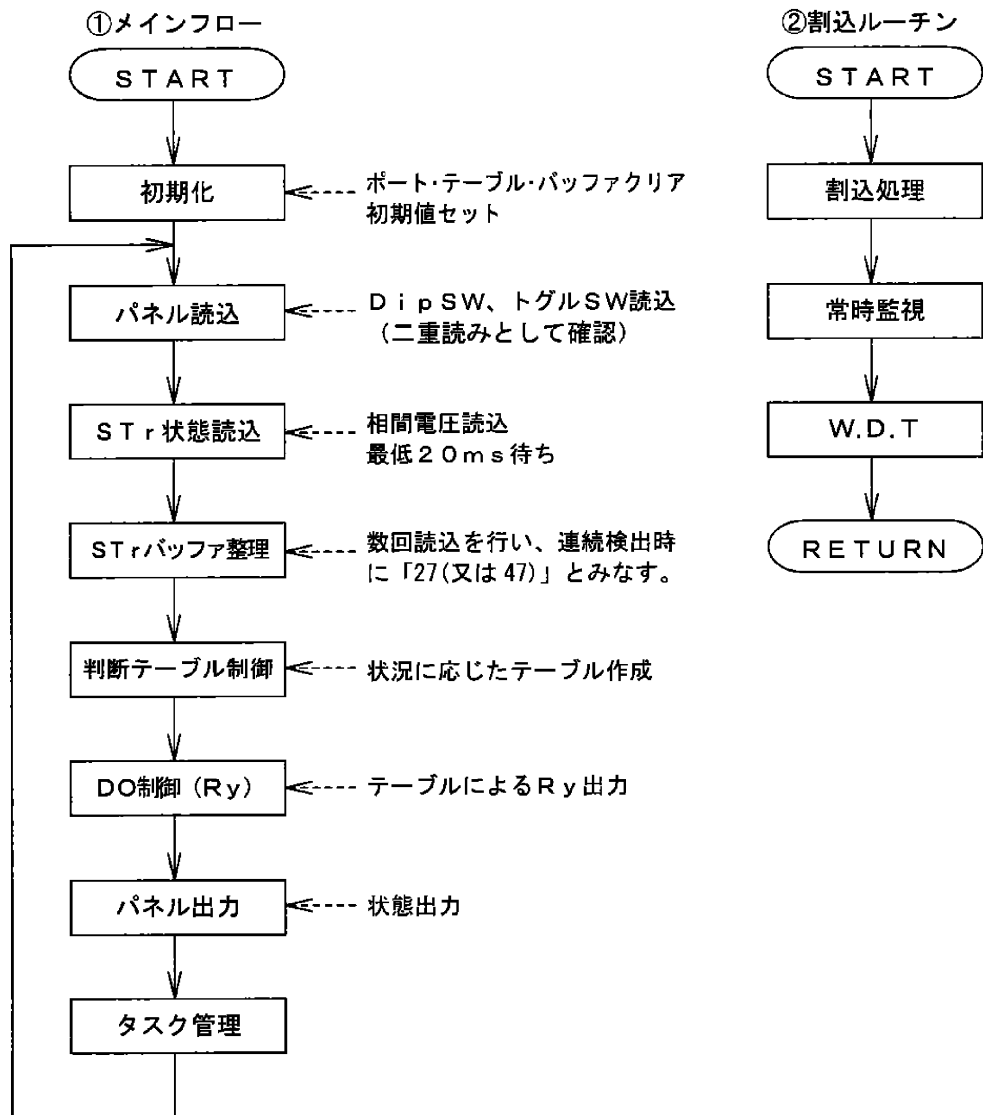 ①メインフロー
START
初期化
ポート・テーブル・バッファクリア
初期値セット
パネル読込
DipSW、トグルSW読込
(二重読みとして確認)
STr状態読込
相間電圧読込
最低20ms待ち
STrバッファ整理
数回読込を行い、連続検出時
に「27(又は47)」とみなす。
判断テーブル制御
状況に応じたテーブル作成
DO制御(Ry)
テーブルによるRy出力
パネル出力
状態出力
タスク管理
②割込ルーチン
START
割込処理
常時監視
W.D.T
RETURN